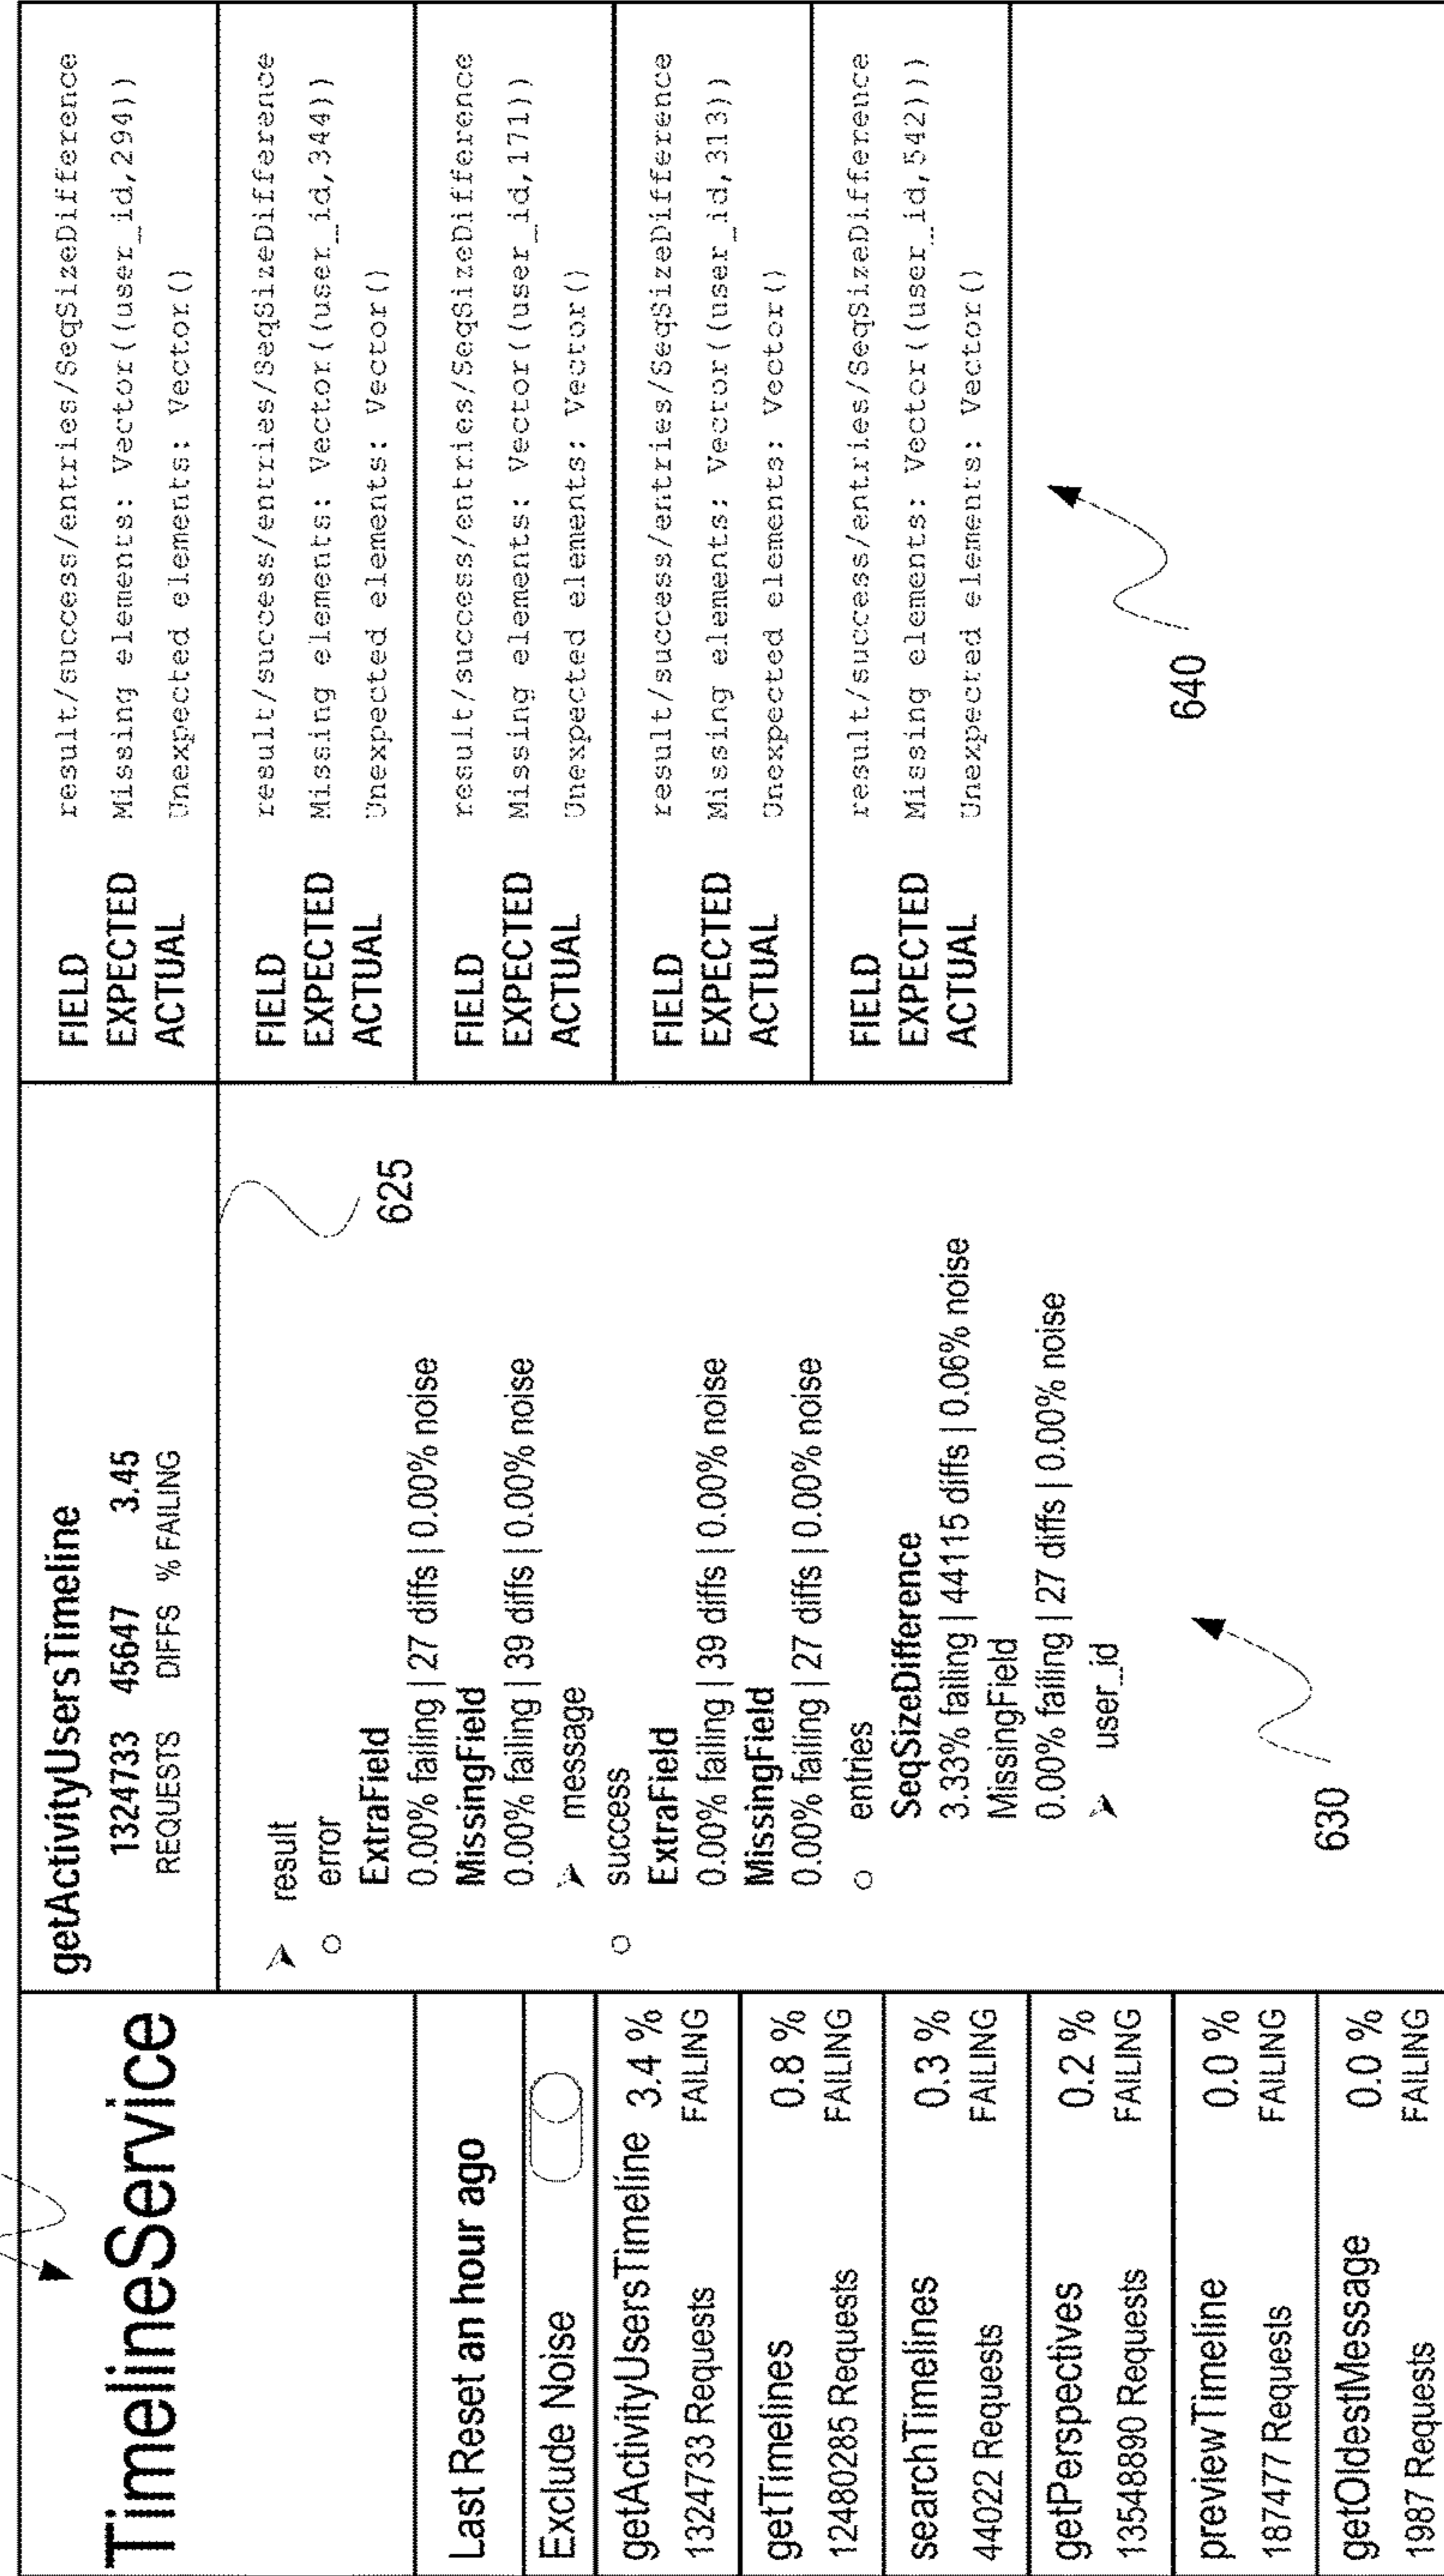 TimelineService
Last Reset an hour ago
Exclude Noise
getActivityUsersTimeline 3.4 %
1324733 Requests FAILING
getTimelines 0.8 %
12480285 Requests FAILING
searchTimelines 0.3 %
44022 Requests FAILING
getPerspectives 0.2 %
13548890 Requests FAILING
previewTimeline 0.0 %
187477 Requests FAILING
getOldestMessage 0.0 %
1987 Requests FAILING
getActivityUsersTimeline
1324733 45647 3.45
REQUESTS DIFFS % FAILING
625
result
error
ExtraField
0.00% failing | 27 diffs | 0.00% noise
MissingField
0.00% failing | 39 diffs | 0.00% noise
message
success
ExtraField
0.00% failing | 39 diffs | 0.00% noise
MissingField
0.00% failing | 27 diffs | 0.00% noise
entries
SeqSizeDifference
3.33% failing | 44115 diffs | 0.06% noise
MissingField
0.00% failing | 27 diffs | 0.00% noise
user_id
630
FIELD result/success/entries/SeqSizeDifference
EXPECTED Missing elements: Vector((user_id,294))
ACTUAL Unexpected elements: Vector()
FIELD result/success/entries/SeqSizeDifference
EXPECTED Missing elements: Vector((user_id,344))
ACTUAL Unexpected elements: Vector()
FIELD result/success/entries/SeqSizeDifference
EXPECTED Missing elements: Vector((user_id,171))
ACTUAL Unexpected elements: Vector()
FIELD result/success/entries/SeqSizeDifference
EXPECTED Missing elements: Vector((user_id,313))
ACTUAL Unexpected elements: Vector()
FIELD result/success/entries/SeqSizeDifference
EXPECTED Missing elements: Vector((user_id,542)))
ACTUAL Unexpected elements: Vector()
640